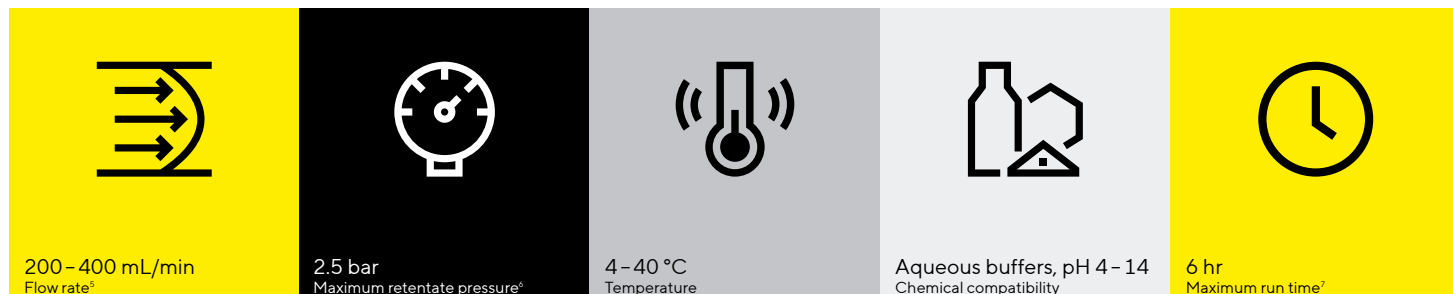 200–400 mL/min
Flow rate⁵
2.5 bar
Maximum retentate pressure⁶
4–40 °C
Temperature
Aqueous buffers, pH 4–14
Chemical compatibility
6 hr
Maximum run time⁷